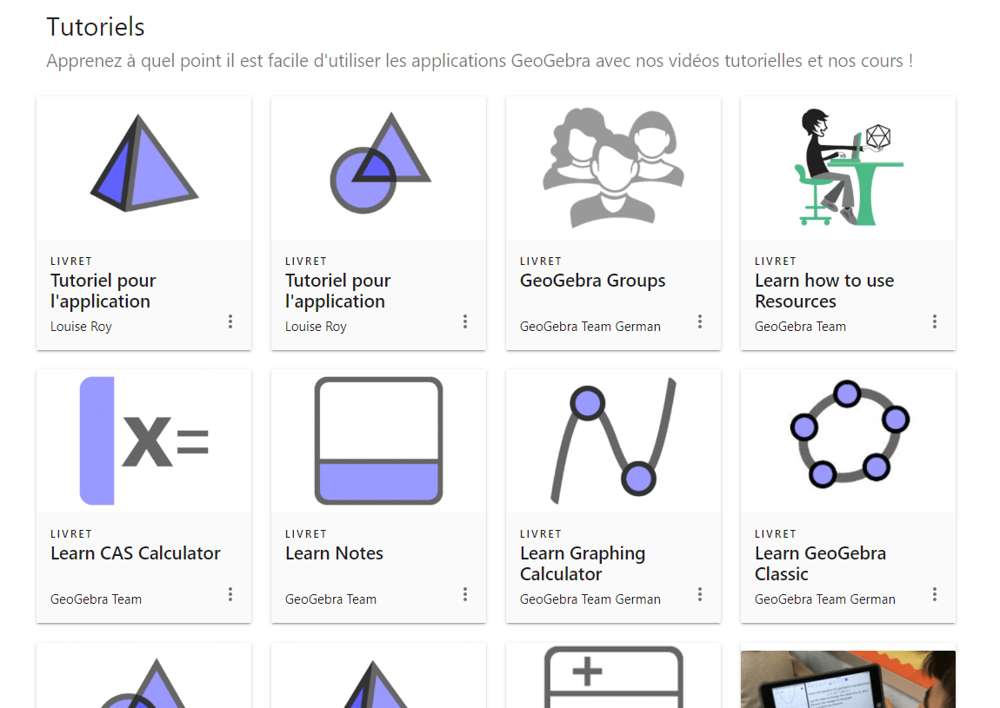 Tutoriels
Apprenez à quel point il est facile d'utiliser les applications GeoGebra avec nos vidéos tutorielles et nos cours !
LIVRET
Tutoriel pour
l'application
Louise Roy
LIVRET
Tutoriel pour
l'application
Louise Roy
LIVRET
GeoGebra Groups
GeoGebra Team German
LIVRET
Learn how to use
Resources
GeoGebra Team
X=
LIVRET
Learn CAS Calculator
GeoGebra Team
LIVRET
Learn Notes
GeoGebra Team
LIVRET
Learn Graphing
Calculator
GeoGebra Team German
LIVRET
Learn GeoGebra
Classic
GeoGebra Team German
+